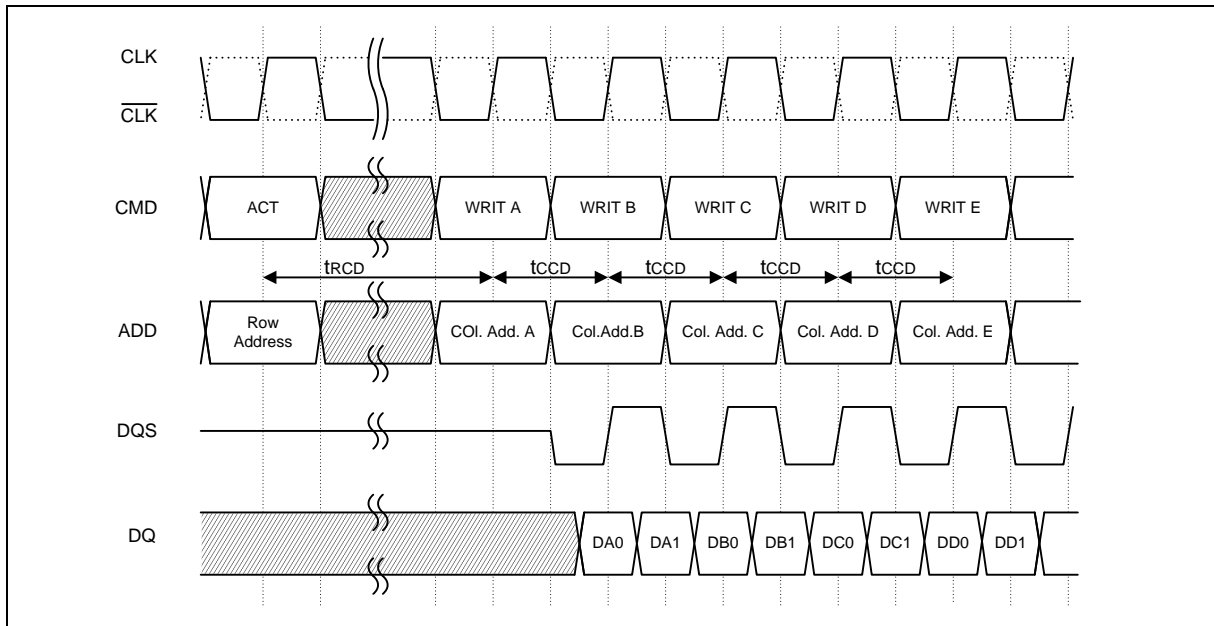 CLK
CLK
CMD
ACT
WRIT A
WRIT B
WRIT C
WRIT D
WRIT E
tRCD
tCCD
tCCD
tCCD
tCCD
ADD
Row
Address
COl. Add. A
Col.Add.B
Col. Add. C
Col. Add. D
Col. Add. E
DQS
DQ
DA0
DA1
DB0
DB1
DC0
DC1
DD0
DD1